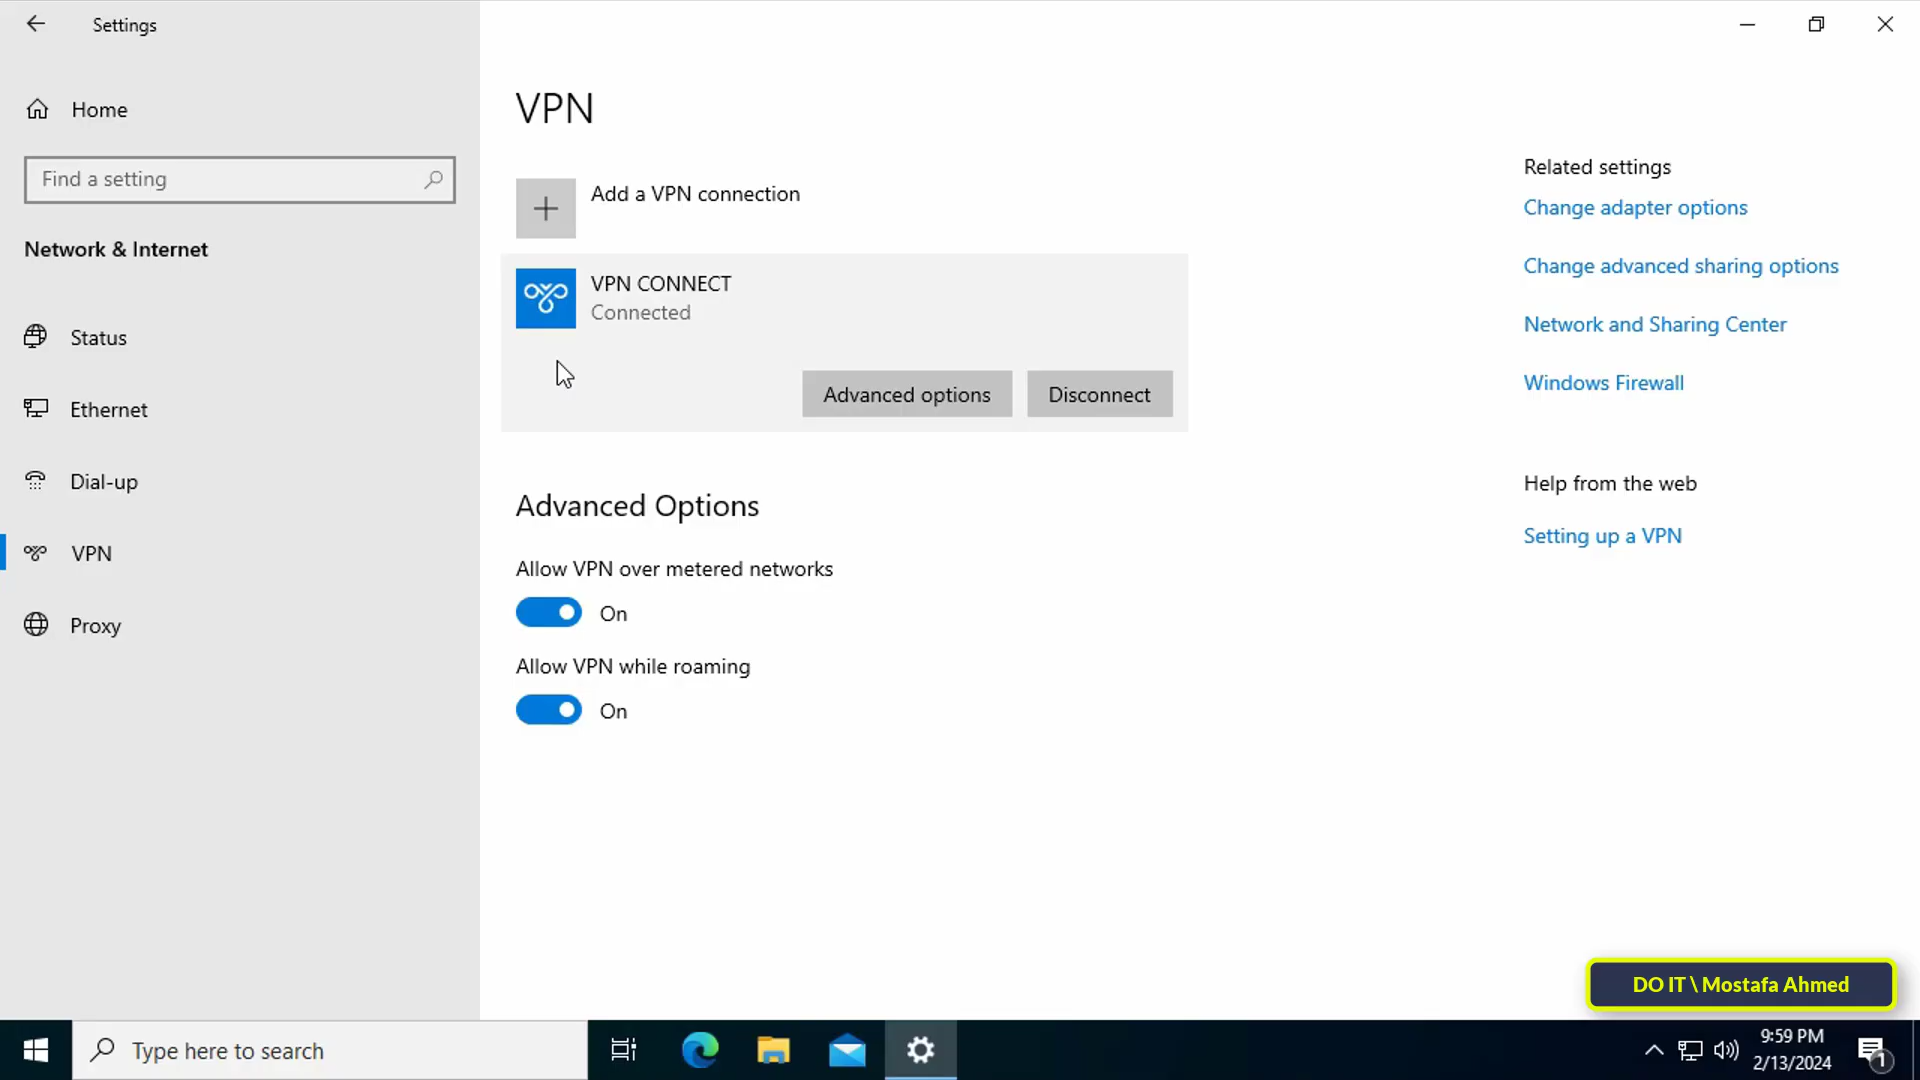 Settings
Home
Find a setting
Network & Internet
Status
Ethernet
Dial-up
VPN
Proxy
VPN
Add a VPN connection
VPN CONNECT
Connected
Advanced options
Disconnect
Advanced Options
Allow VPN over metered networks
On
Allow VPN while roaming
On
Related settings
Change adapter options
Change advanced sharing options
Network and Sharing Center
Windows Firewall
Help from the web
Setting up a VPN
DO IT \ Mostafa Ahmed
Type here to search
9:59 PM
2/13/2024
1